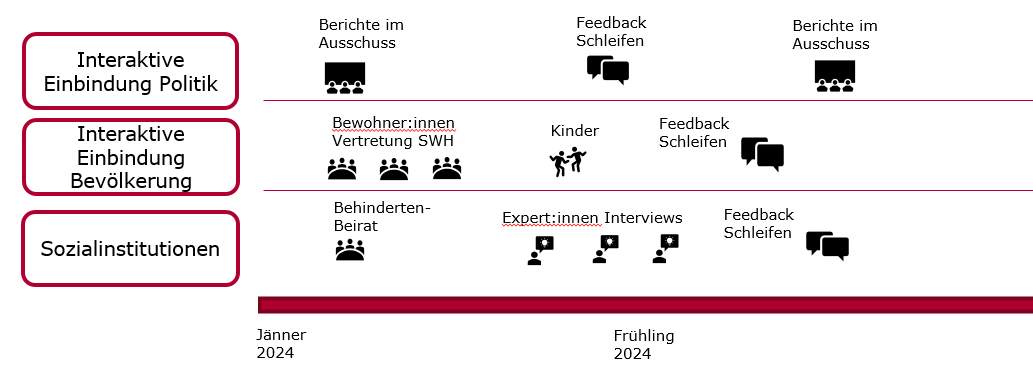 Interaktive
Einbindung Politik
Berichte im
Ausschuss
Feedback
Schleifen
Berichte im
Ausschuss
Interaktive
Einbindung
Bevölkerung
Bewohner:innen
Vertretung SWH
Kinder
Feedback
Schleifen
Sozialinstitutionen
Behinderten-
Beirat
Expert:innen Interviews
Feedback
Schleifen
Jänner
2024
Frühling
2024